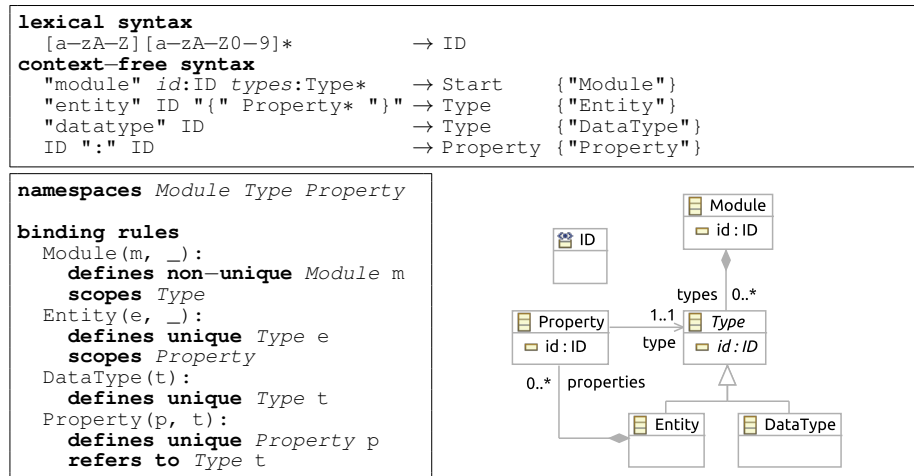 lexical syntax
[a−zA−Z][a−zA−Z0−9]* → ID
context−free syntax
"module" id:ID types:Type* → Start {"Module"}
"entity" ID "{" Property* "}" → Type {"Entity"}
"datatype" ID → Type {"DataType"}
ID ":" ID → Property {"Property"}
namespaces Module Type Property
binding rules
Module(m, _):
defines non−unique Module m
scopes Type
Entity(e, _):
defines unique Type e
scopes Property
DataType(t):
defines unique Type t
Property(p, t):
defines unique Property p
refers to Type t
Module
id : ID
ID
types 0..*
Property
id : ID
1..1
type
Type
id : ID
0..* properties
Entity
DataType